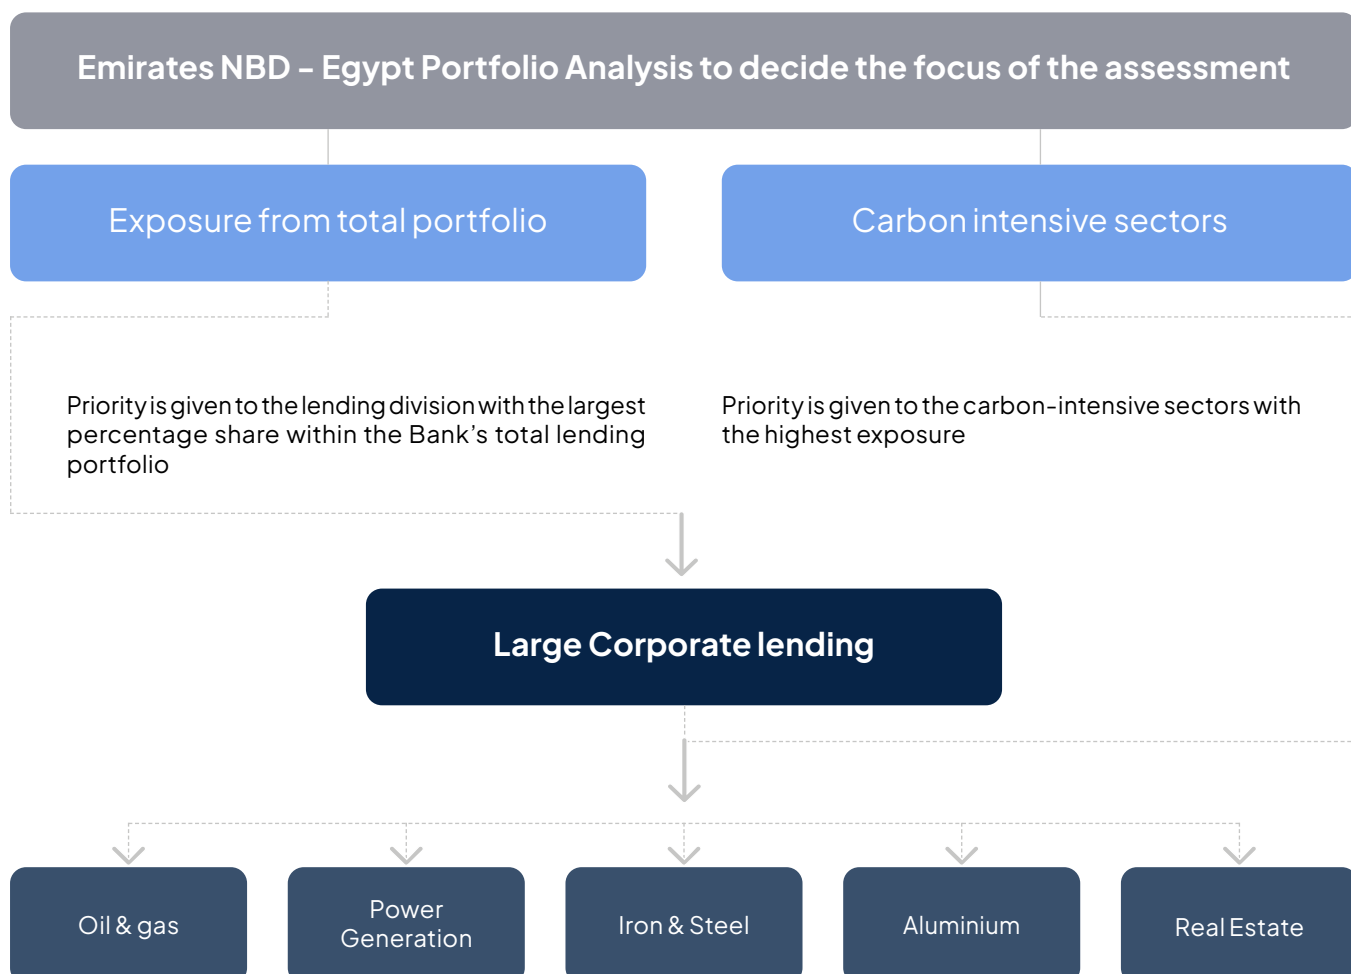 Emirates NBD – Egypt Portfolio Analysis to decide the focus of the assessment
Exposure from total portfolio
Carbon intensive sectors
Priority is given to the lending division with the largest
percentage share within the Bank’s total lending
portfolio
Priority is given to the carbon-intensive sectors with
the highest exposure
Large Corporate lending
Oil & gas
Power
Generation
Iron & Steel
Aluminium
Real Estate